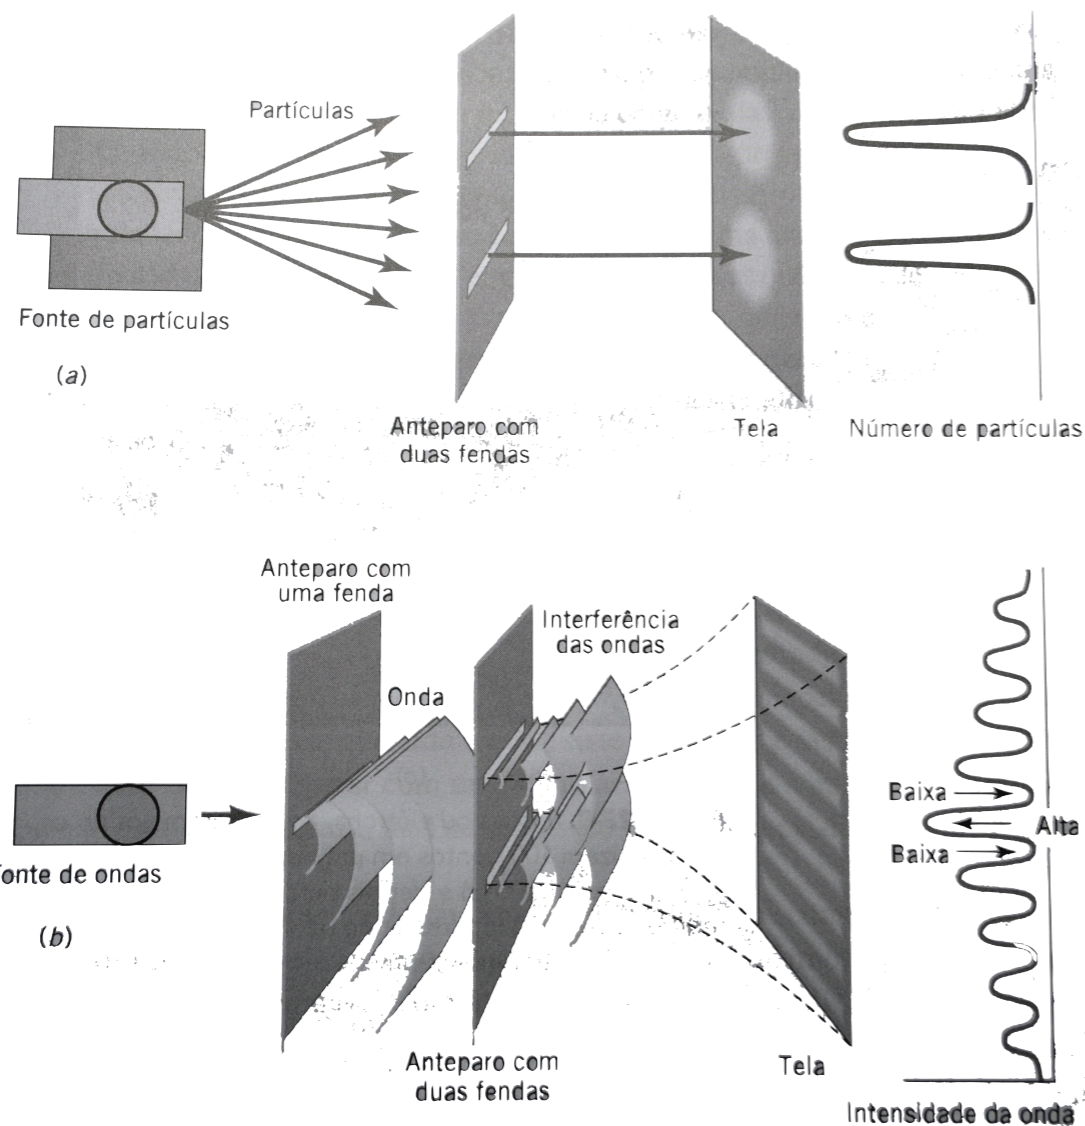 Partículas
Fonte de partículas
(a)
Anteparo com
duas fendas
Tela
Número de partículas
Anteparo com
uma fenda
Interferência
das ondas
Onda
Baixa
Alta
Baixa
onte de ondas
(b)
Anteparo com
duas fendas
Tela
Intensidade da onda